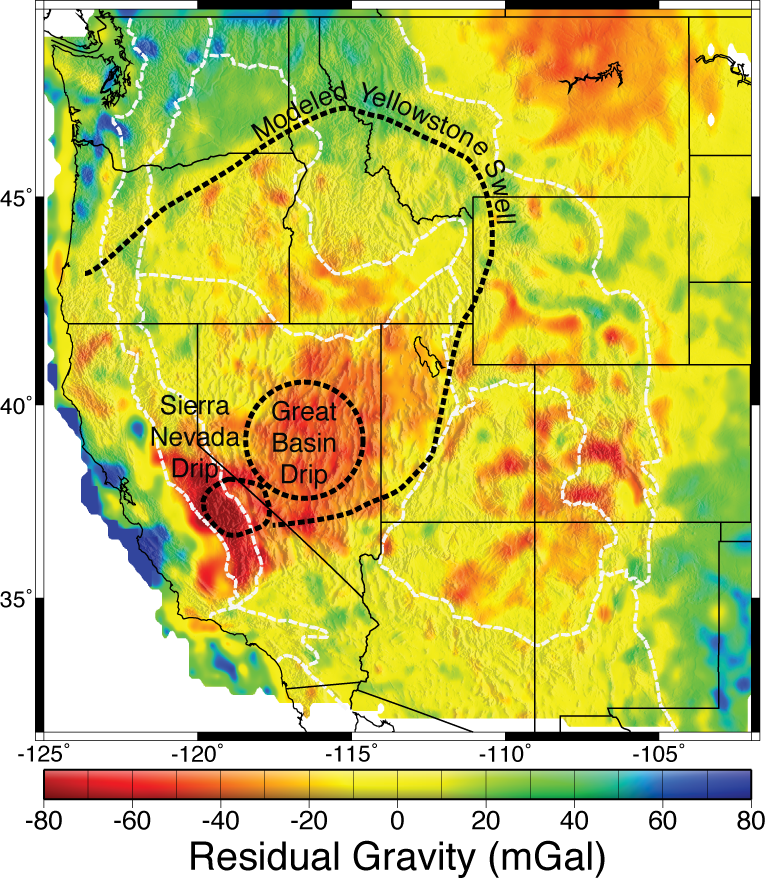 Modeled Yellowstone Swell
45°
40°
35°
Sierra
Nevada
Drip
Great
Basin
Drip
-125° -120° -115° -110° -105°
-80 -60 -40 -20 0 20 40 60 80
Residual Gravity (mGal)